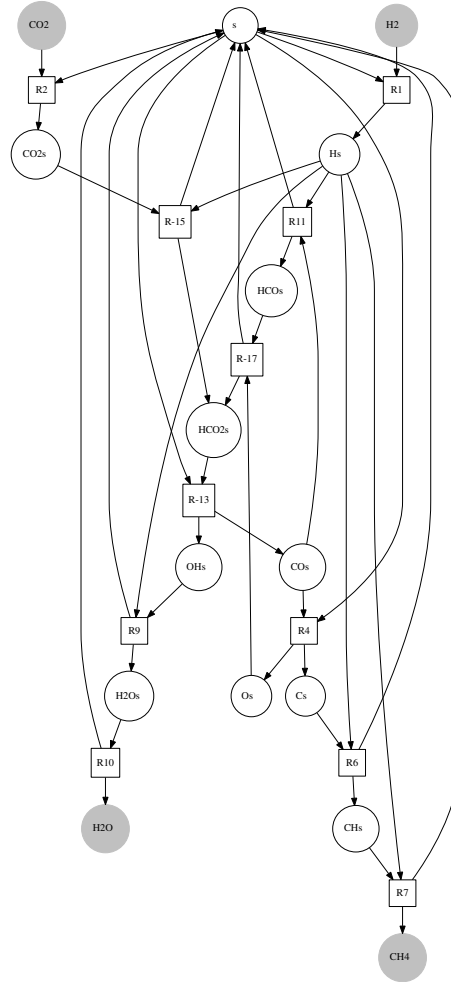 CO2
s
H2
R2
R1
CO2s
Hs
R-15
R11
HCOs
R-17
HCO2s
R-13
OHs
COs
R9
R4
H2Os
Os
Cs
R10
R6
H2O
CHs
R7
CH4